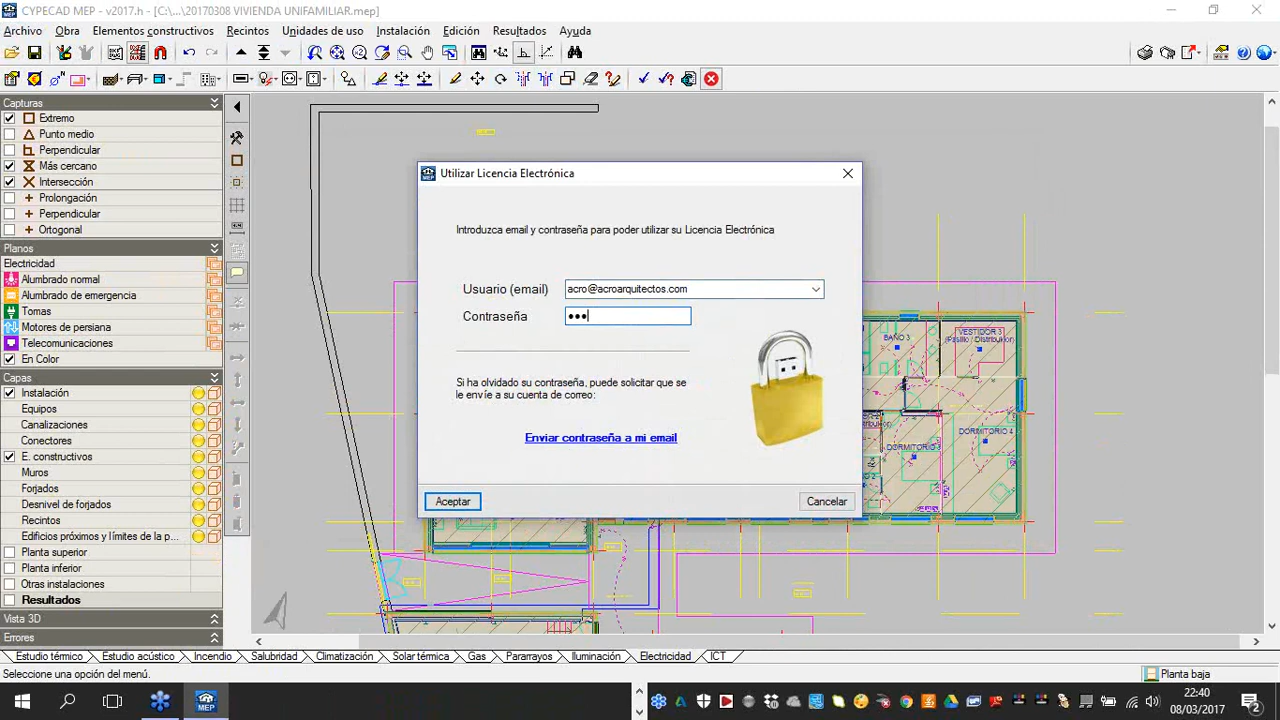 CYPECAD MEP - v2017.h - [C:\...\20170308 VIVIENDA UNIFAMILIAR.mep]
Archivo Obra Elementos constructivos Recintos Unidades de uso Instalación Edición Resultados Ayuda
Capturas
Extremo
Punto medio
Perpendicular
Más cercano
Intersección
Prolongación
Perpendicular
Ortogonal
Planos
Electricidad
Alumbrado normal
Alumbrado de emergencia
Tomas
Motores de persiana
Telecomunicaciones
En Color
Capas
Instalación
Equipos
Canalizaciones
Conectores
E. constructivos
Muros
Forjados
Desnivel de forjados
Recintos
Edificios próximos y límites de la p...
Planta superior
Planta inferior
Otras instalaciones
Resultados
Vista 3D
Errores
MEP
Utilizar Licencia Electrónica
Introduzca email y contraseña para poder utilizar su Licencia Electrónica
Usuario (email) acro@acroarquitectos.com
Contraseña •••
Si ha olvidado su contraseña, puede solicitar que se
le envíe a su cuenta de correo:
Enviar contraseña a mi email
Aceptar Cancelar
BAÑO 3
VESTIDOR 3
(Pasillo / Distribuidor)
DORMITORIO 4
DORMITORIO 3
Estudio térmico Estudio acústico Incendio Salubridad Climatización Solar térmica Gas Pararrayos Iluminación Electricidad ICT
Seleccione una opción del menú.
Planta baja
MEP
22:40
08/03/2017
2